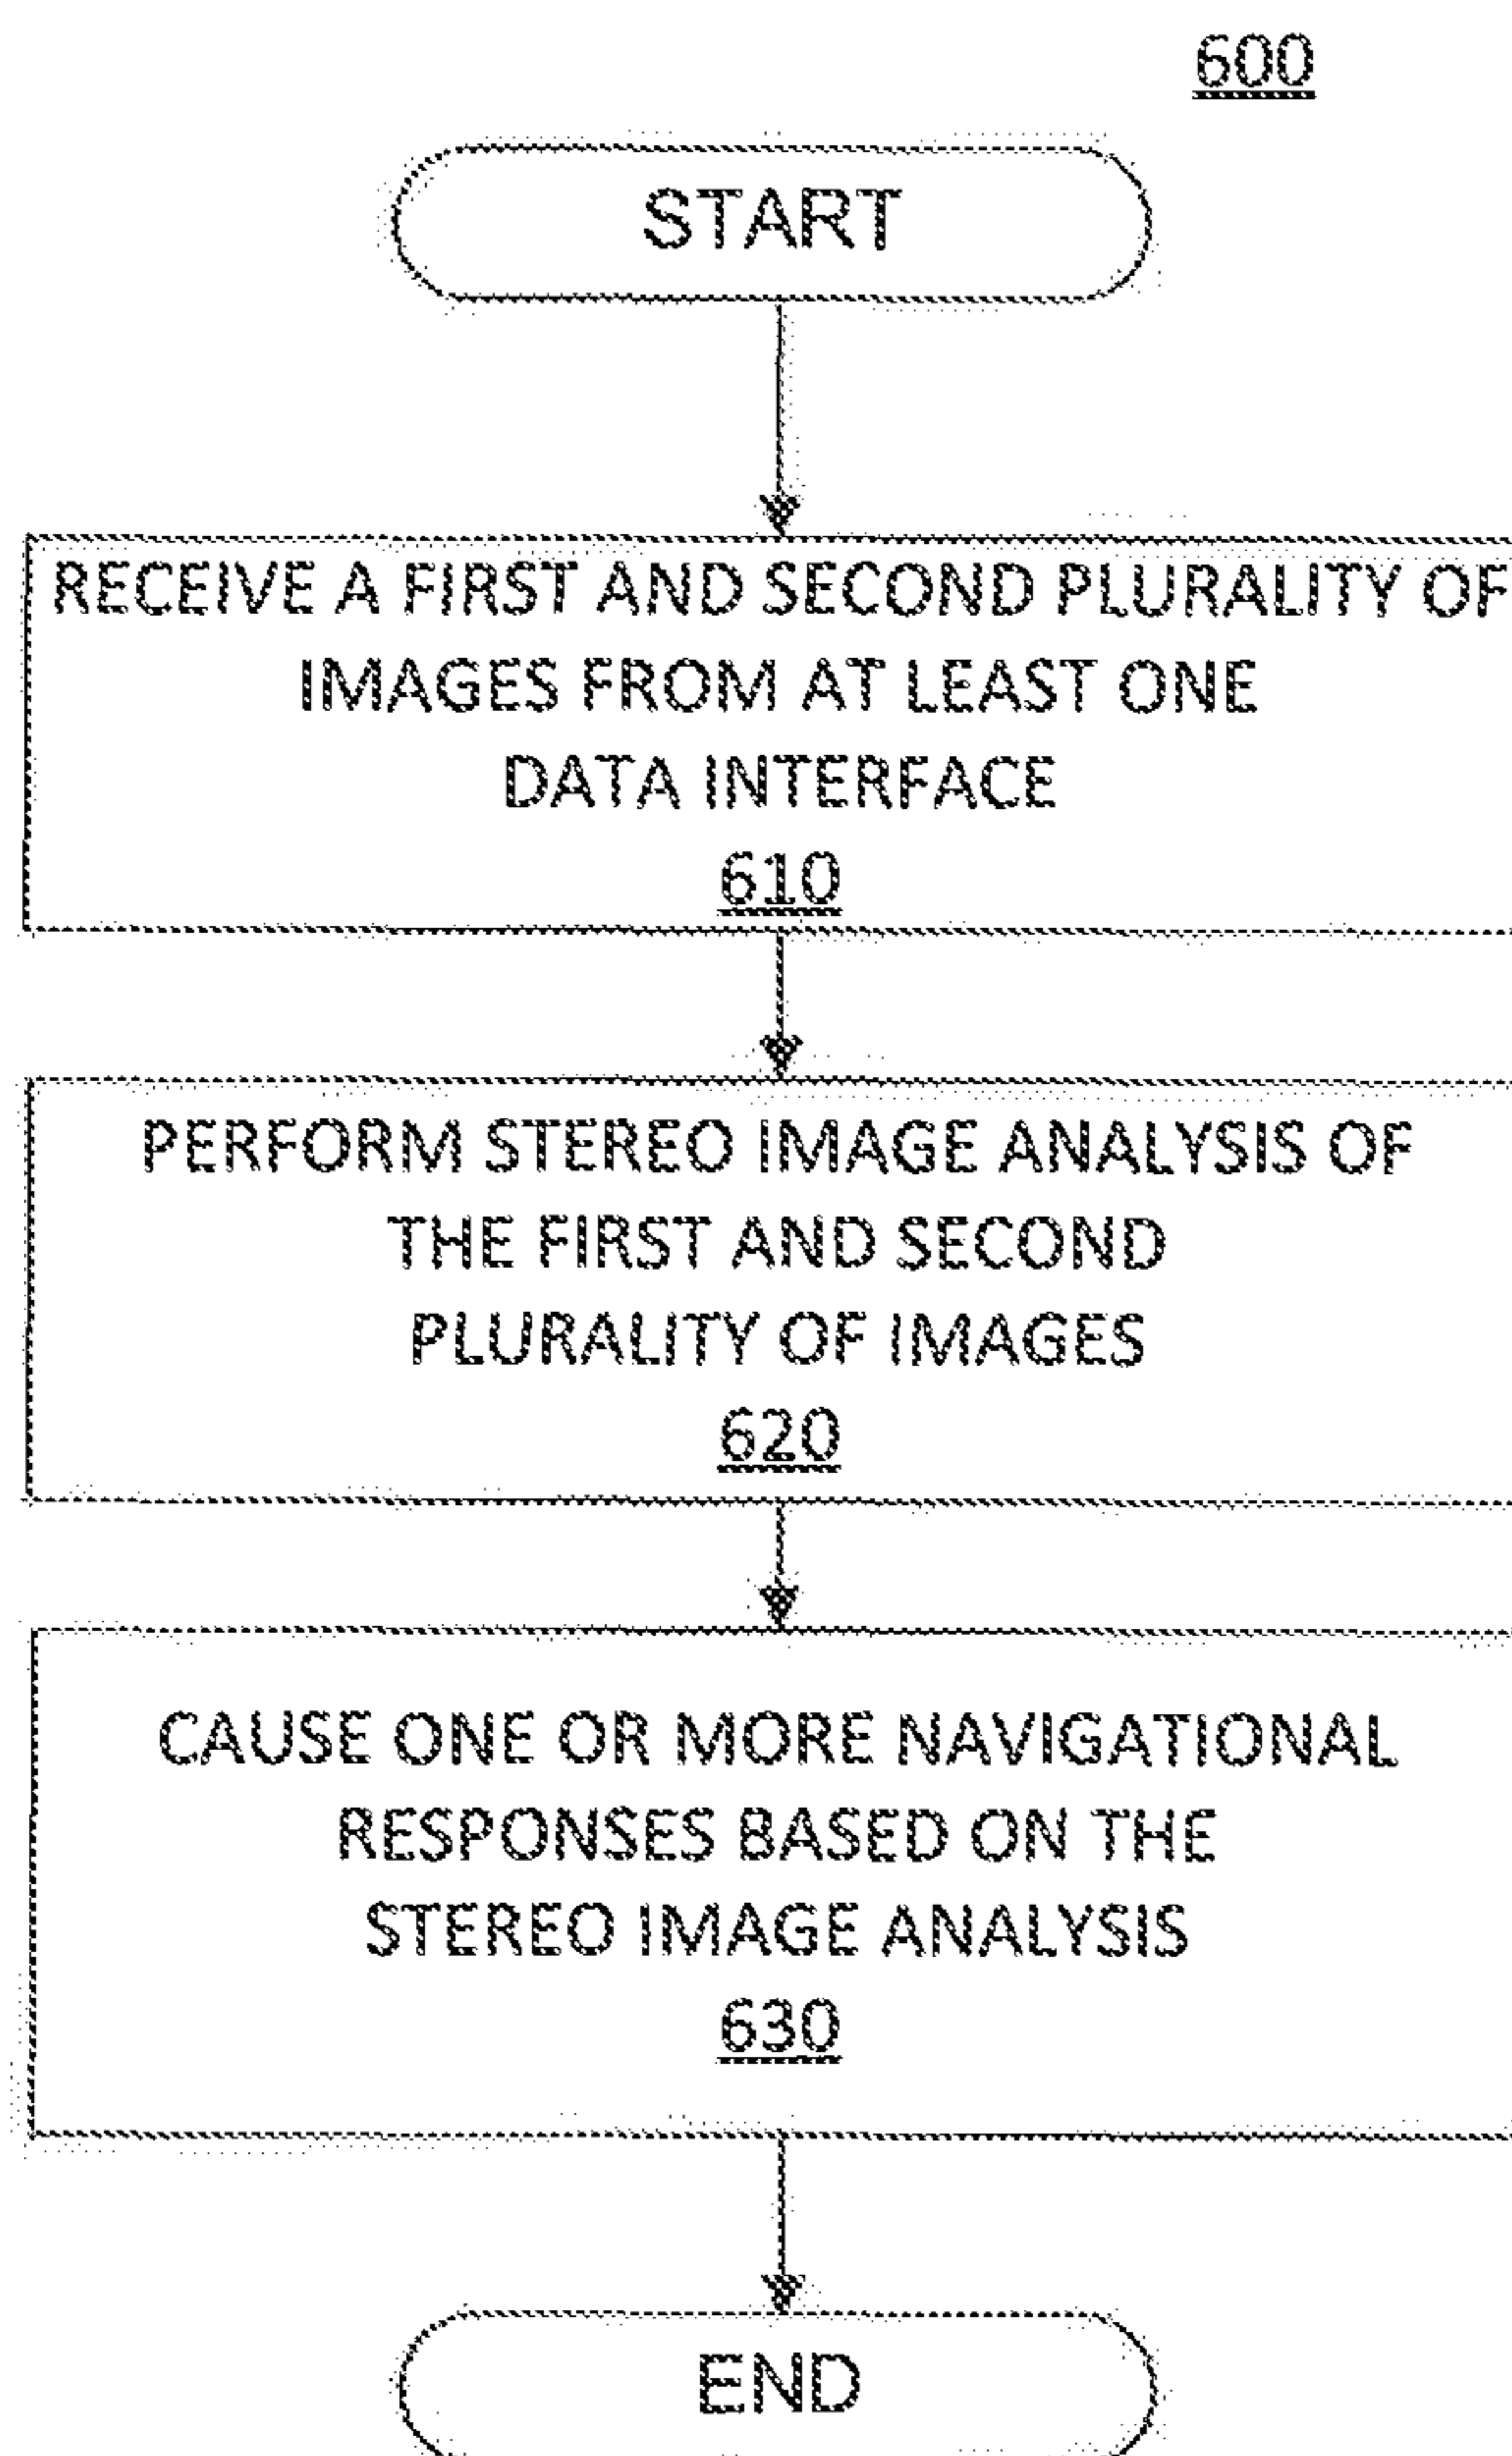 600
START
RECEIVE A FIRST AND SECOND PLURALITY OF
IMAGES FROM AT LEAST ONE
DATA INTERFACE
610
PERFORM STEREO IMAGE ANALYSIS OF
THE FIRST AND SECOND
PLURALITY OF IMAGES
620
CAUSE ONE OR MORE NAVIGATIONAL
RESPONSES BASED ON THE
STEREO IMAGE ANALYSIS
630
END